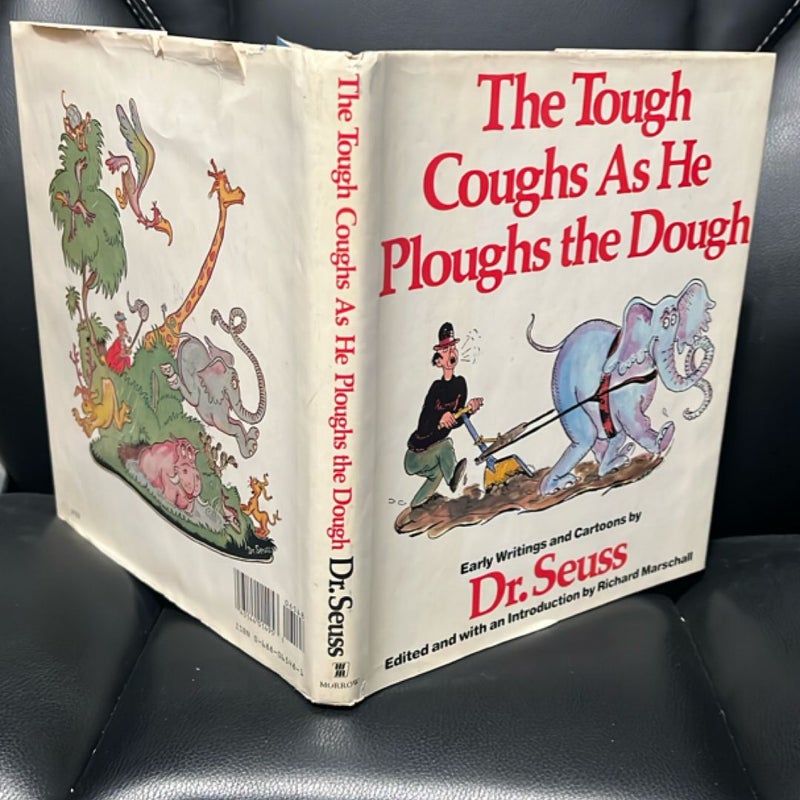 The Tough
Coughs As He
Ploughs the Dough
Early Writings and Cartoons by
Dr. Seuss
Edited and with an Introduction by Richard Marschall
The Tough Coughs As He Ploughs the Dough Dr. Seuss
MORROW
Dr. Seuss